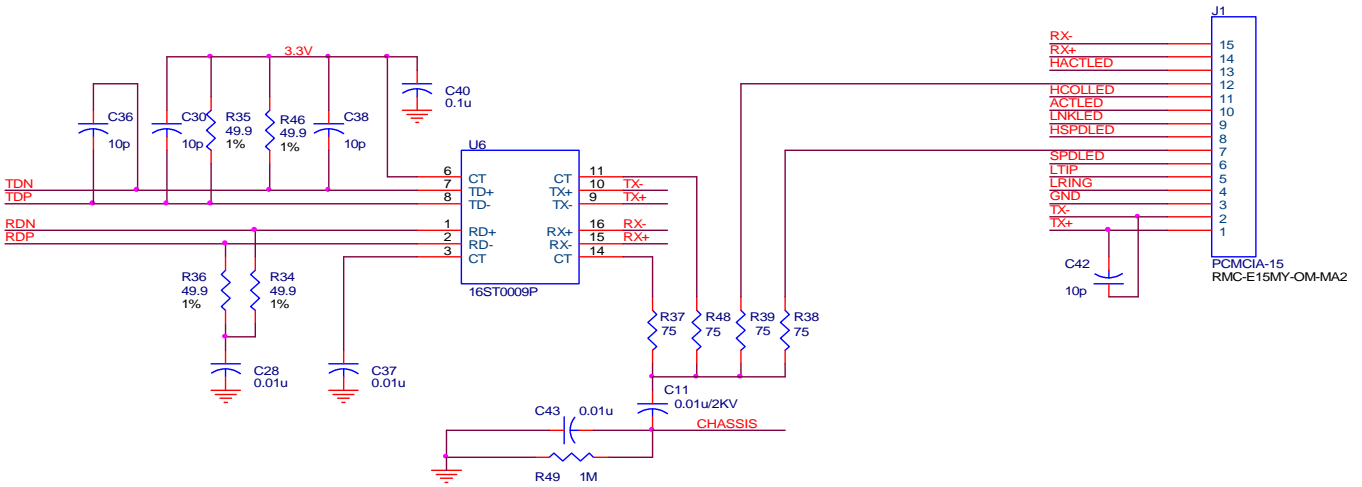 3.3V
C36
10p
C30
10p
R35
49.9
1%
R46
49.9
1%
C38
10p
C40
0.1u
TDN
TDP
RDN
RDP
R36
49.9
1%
R34
49.9
1%
C28
0.01u
C37
0.01u
U6
6 CT
7 TD+
8 TD-
1 RD+
2 RD-
3 CT
CT 11
TX+ 10 TX-
TX- 9 TX+
RX+ 16 RX-
RX- 15 RX+
CT 14
16ST0009P
R37
75
R48
75
R39
75
R38
75
C11
0.01u/2KV
C43 0.01u
CHASSIS
R49 1M
J1
RX- 15
RX+ 14
HACTLED 13
12
HCOLLED 11
ACTLED 10
LNKLED 9
HSPDLED 8
7
SPDLED 6
LTIP 5
LRING 4
GND 3
TX- 2
TX+ 1
C42
10p
PCMCIA-15
RMC-E15MY-OM-MA2